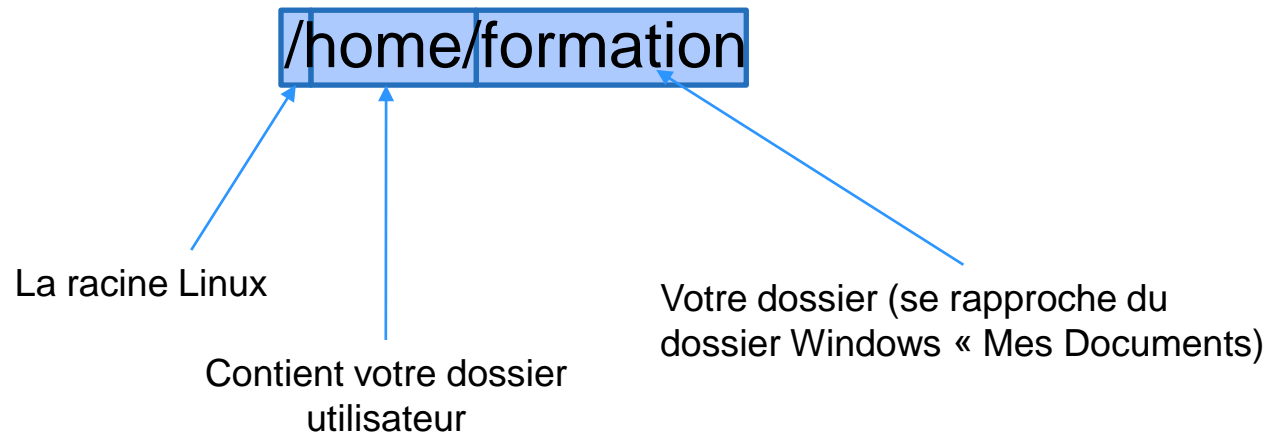 /home/formation
La racine Linux
Contient votre dossier
utilisateur
Votre dossier (se rapproche du
dossier Windows « Mes Documents)